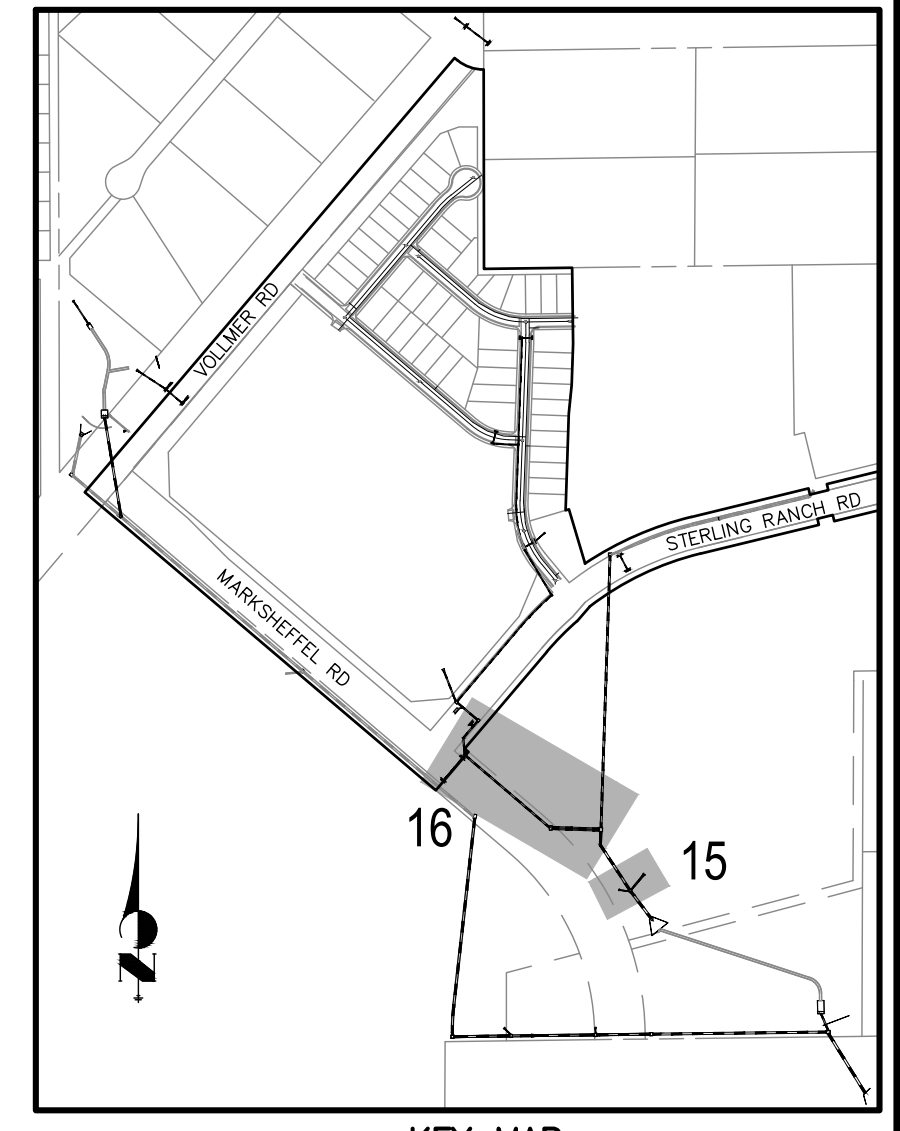 VOLLMER RD
STERLING RANCH RD
MARKSHEFFEL RD
16
15
N
KEY MAP